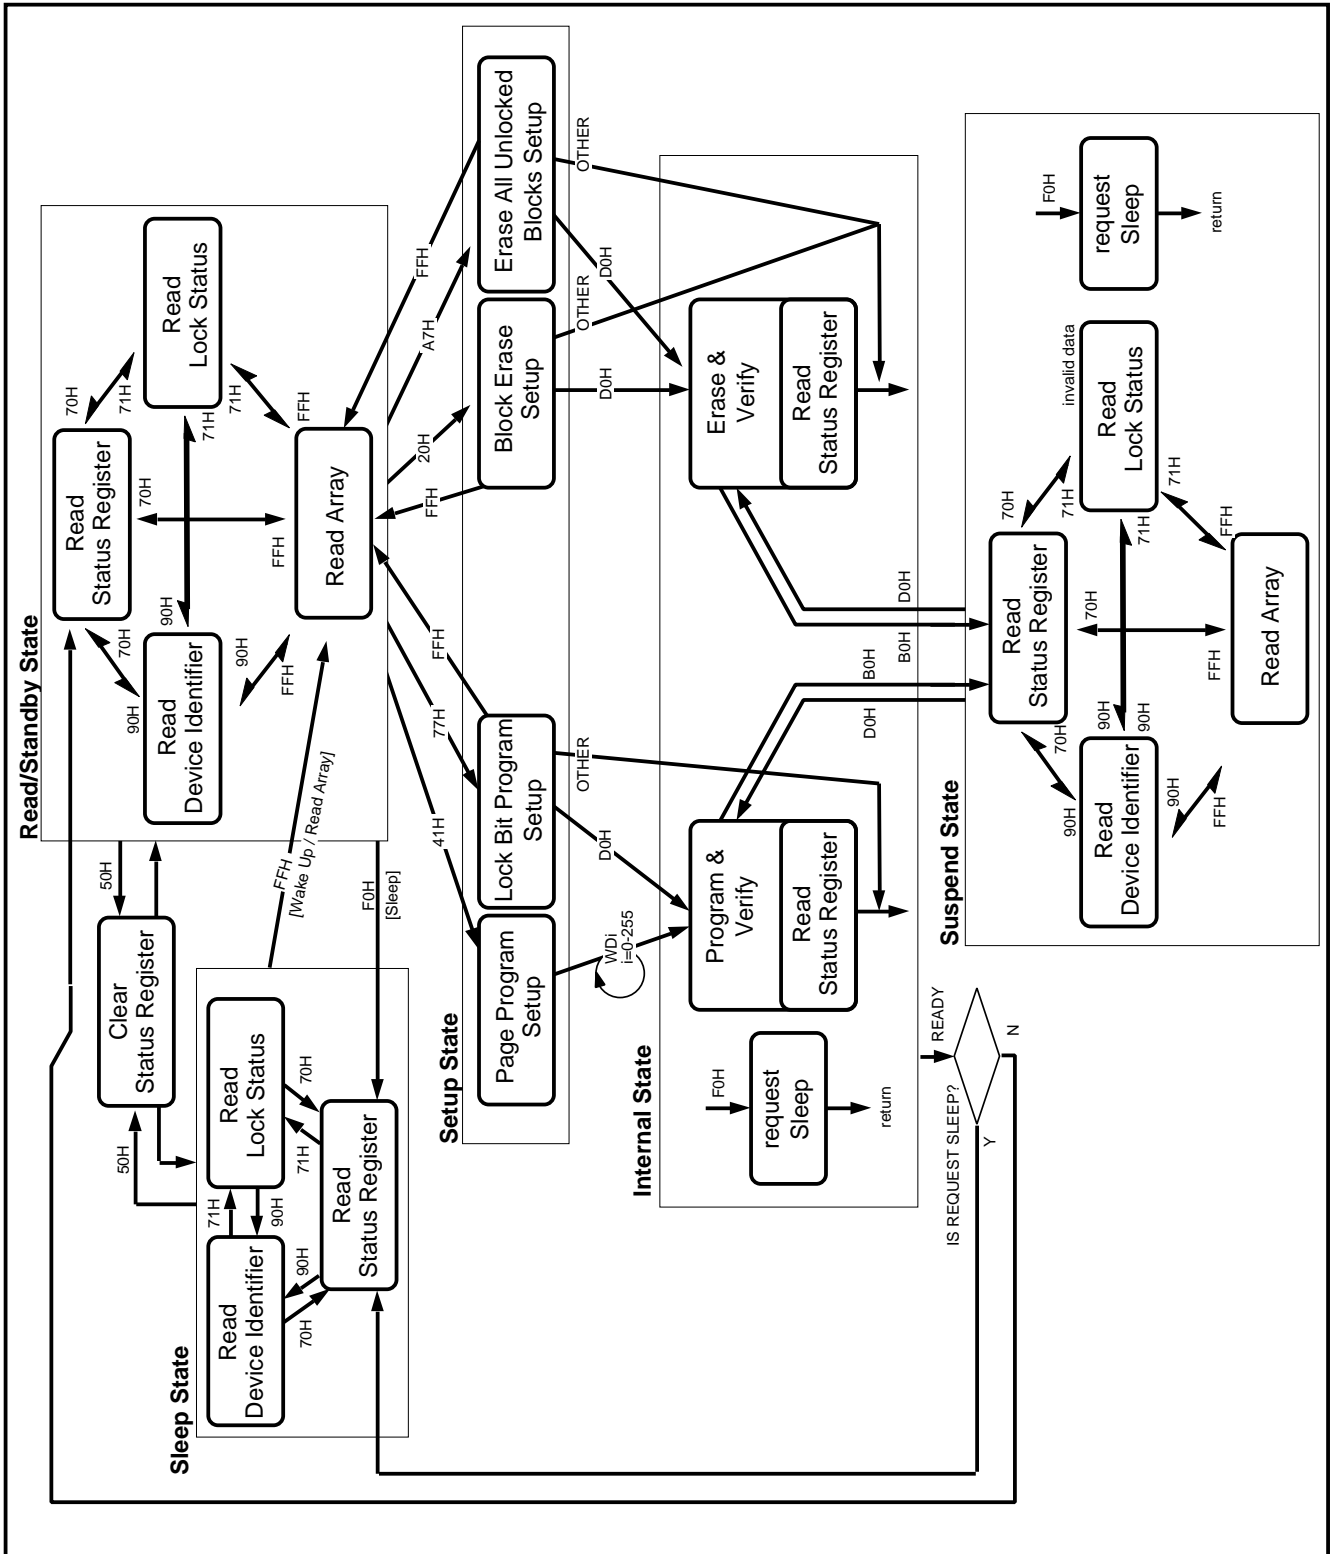 Read/Standby State
Read
Status Register
Read
Lock Status
Read
Device Identifier
Read Array
70H
71H
71H
FFH
70H
FFH
71H
90H
70H
90H
90H
FFH
50H
Clear
Status Register
50H
FFH
[Wake Up / Read Array]
F0H
[Sleep]
Sleep State
Read
Lock Status
Read
Device Identifier
Read
Status Register
70H
71H
71H
90H
90H
70H
Setup State
Page Program
Setup
Lock Bit Program
Setup
Block Erase
Setup
Erase All Unlocked
Blocks Setup
41H
77H
FFH
FFH
20H
A7H
FFH
OTHER
D0H
OTHER
D0H
OTHER
D0H
WDi
i=0-255
Internal State
request
Sleep
F0H
return
Program &
Verify
Read
Status Register
Erase &
Verify
Read
Status Register
READY
IS REQUEST SLEEP?
Y
N
D0H
B0H
B0H
D0H
Suspend State
Read
Status Register
Read
Lock Status
invalid data
Read
Device Identifier
Read Array
70H
71H
71H
FFH
70H
FFH
71H
90H
90H
70H
90H
90H
FFH
F0H
request
Sleep
return